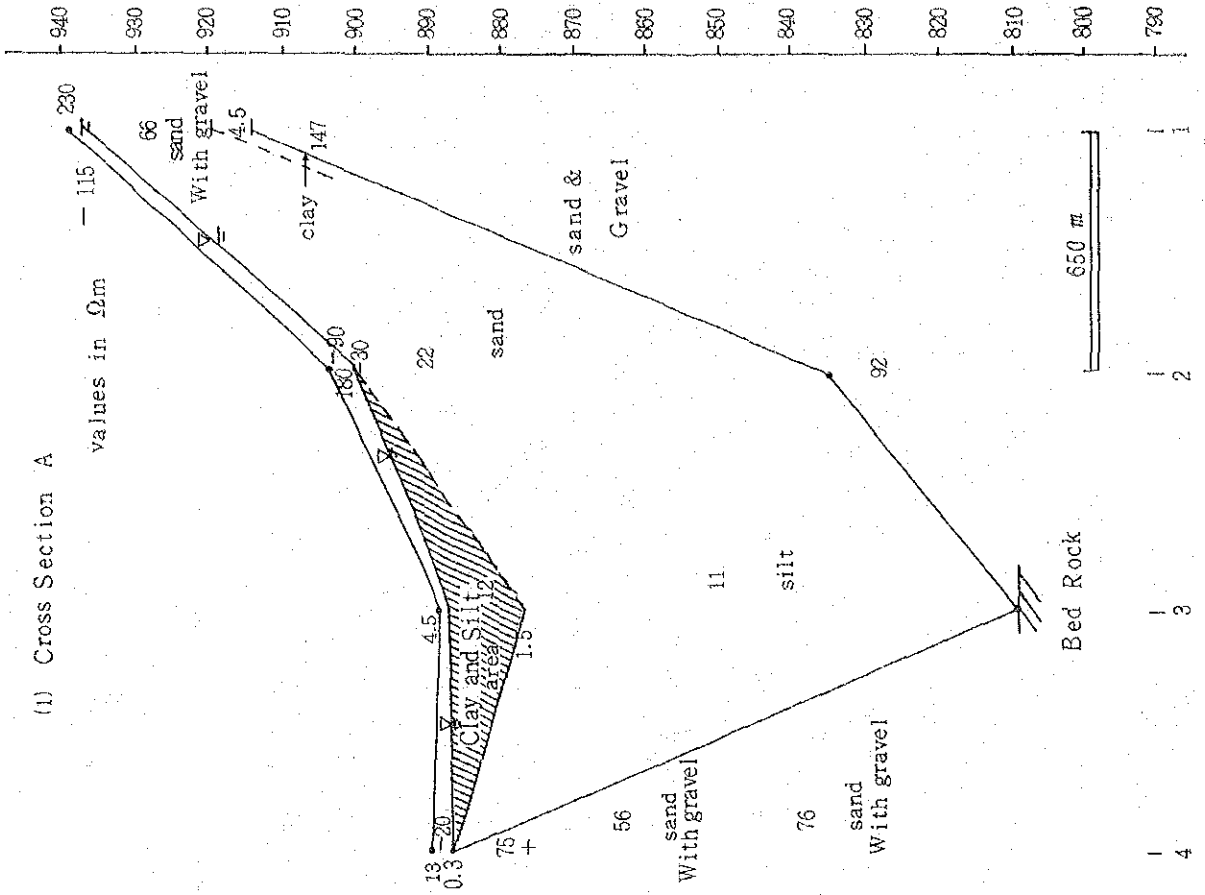 (1) Cross Section A
values in Ωm
940
930
920
910
900
890
880
870
860
850
840
830
820
810
800
790
230
115
66
sand
With gravel
4.5
147
clay
sand &
Gravel
180
90
30
22
sand
92
4.5
Clay and Silt
area
12
1.5
11
silt
Bed Rock
13
20
0.3
75
56
sand
With gravel
76
sand
With gravel
650 m
1
2
3
4